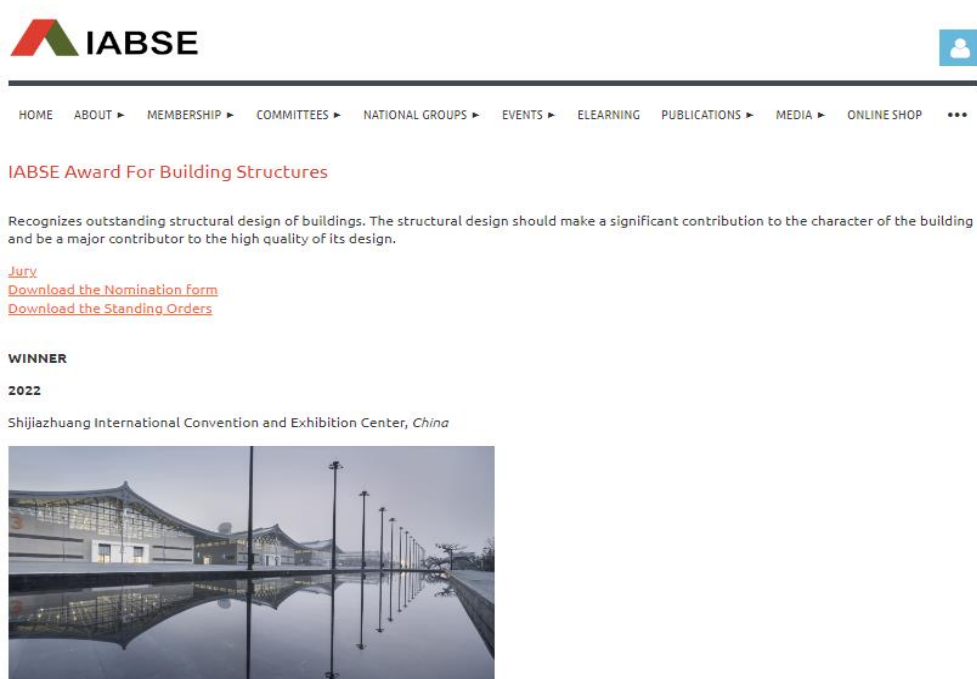 IABSE
HOME ABOUT ► MEMBERSHIP ► COMMITTEES ► NATIONAL GROUPS ► EVENTS ► ELEARNING PUBLICATIONS ► MEDIA ► ONLINE SHOP •••
IABSE Award For Building Structures
Recognizes outstanding structural design of buildings. The structural design should make a significant contribution to the character of the building
and be a major contributor to the high quality of its design.
Jury
Download the Nomination form
Download the Standing Orders
WINNER
2022
Shijiazhuang International Convention and Exhibition Center, China
3